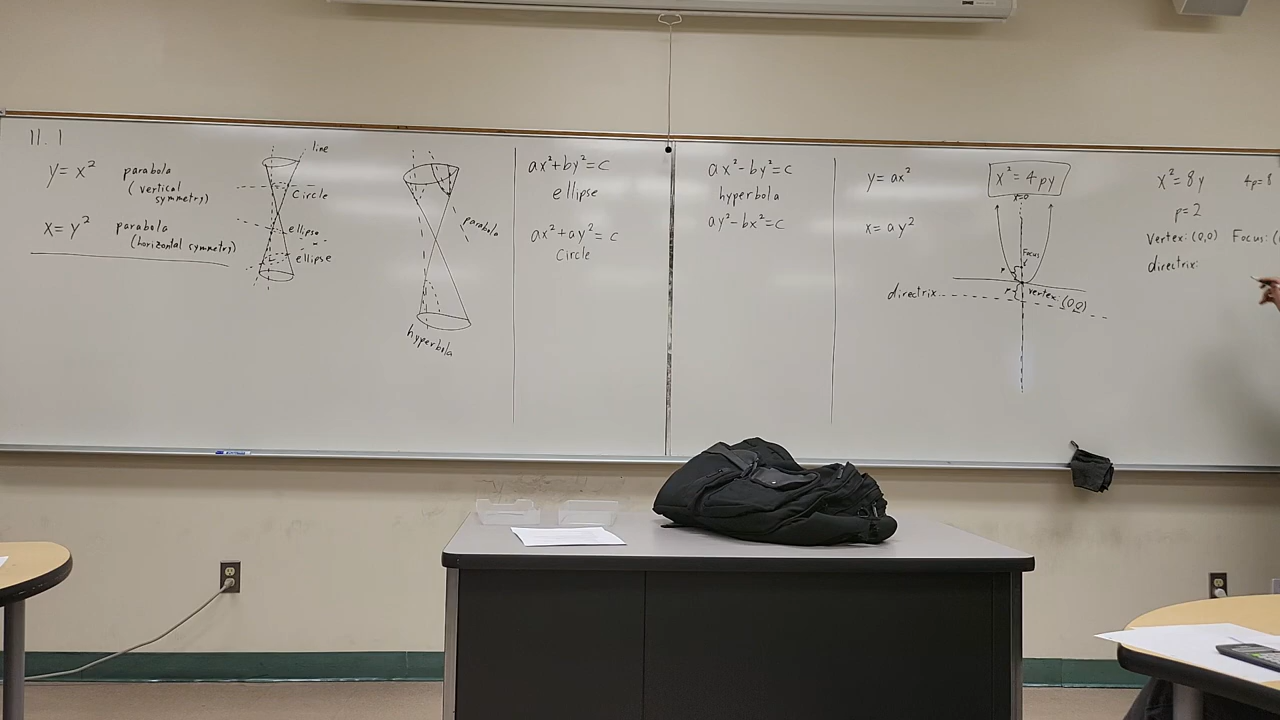 11.1
y = x² parabola
(vertical
symmetry)
x = y² parabola
(horizontal symmetry)
line
Circle
ellipse
ellipse
parabola
hyperbola
ax²+by²=c
ellipse
ax²+ay²=c
Circle
ax²-by²=c
hyperbola
ay²-bx²=c
y=ax²
x=ay²
x²=4py
x=0
Focus
P
P
vertex: (0,0)
directrix
x²=8y 4p=8
p=2
Vertex: (0,0) Focus: (
directrix: